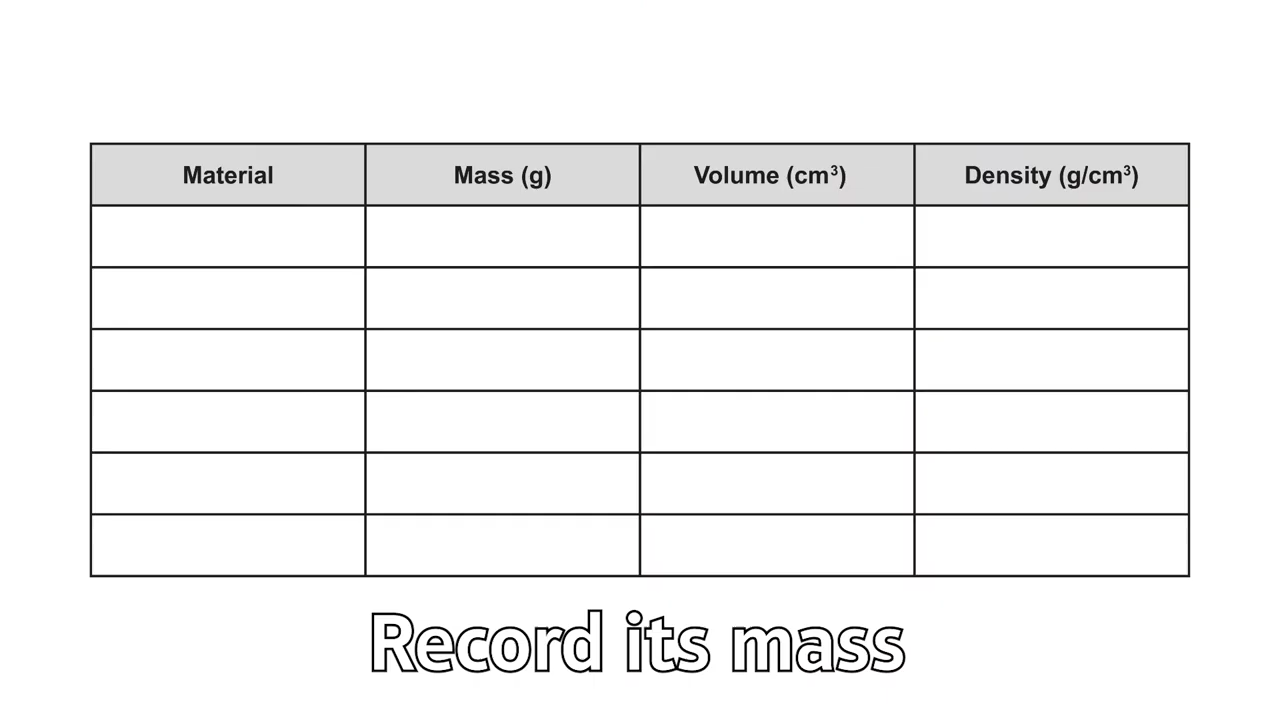 Material Mass (g) Volume (cm³) Density (g/cm³)
Record its mass